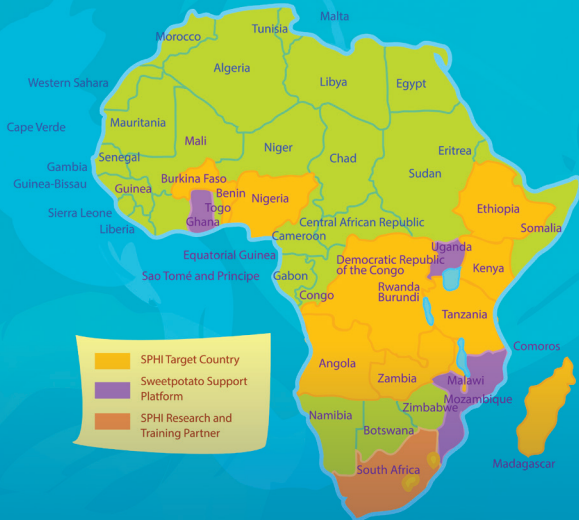 Malta
Tunisia
Morocco
Algeria
Libya
Egypt
Western Sahara
Cape Verde
Mauritania
Mali
Niger
Chad
Sudan
Eritrea
Senegal
Gambia
Guinea-Bissau
Guinea
Burkina Faso
Benin
Nigeria
Togo
Ghana
Sierra Leone
Liberia
Ethiopia
Somalia
Central African Republic
Cameroon
Equatorial Guinea
Sao Tomé and Principe
Gabon
Congo
Democratic Republic
of the Congo
Uganda
Kenya
Rwanda
Burundi
Tanzania
Comoros
Angola
Zambia
Malawi
Mozambique
Zimbabwe
Namibia
Botswana
South Africa
Madagascar
SPHI Target Country
Sweetpotato Support
Platform
SPHI Research and
Training Partner